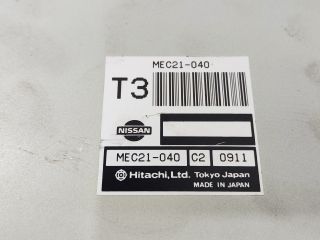 MEC21-040
T3
NISSAN
MEC21-040 C2 0911
Hitachi, Ltd. Tokyo Japan
MADE IN JAPAN